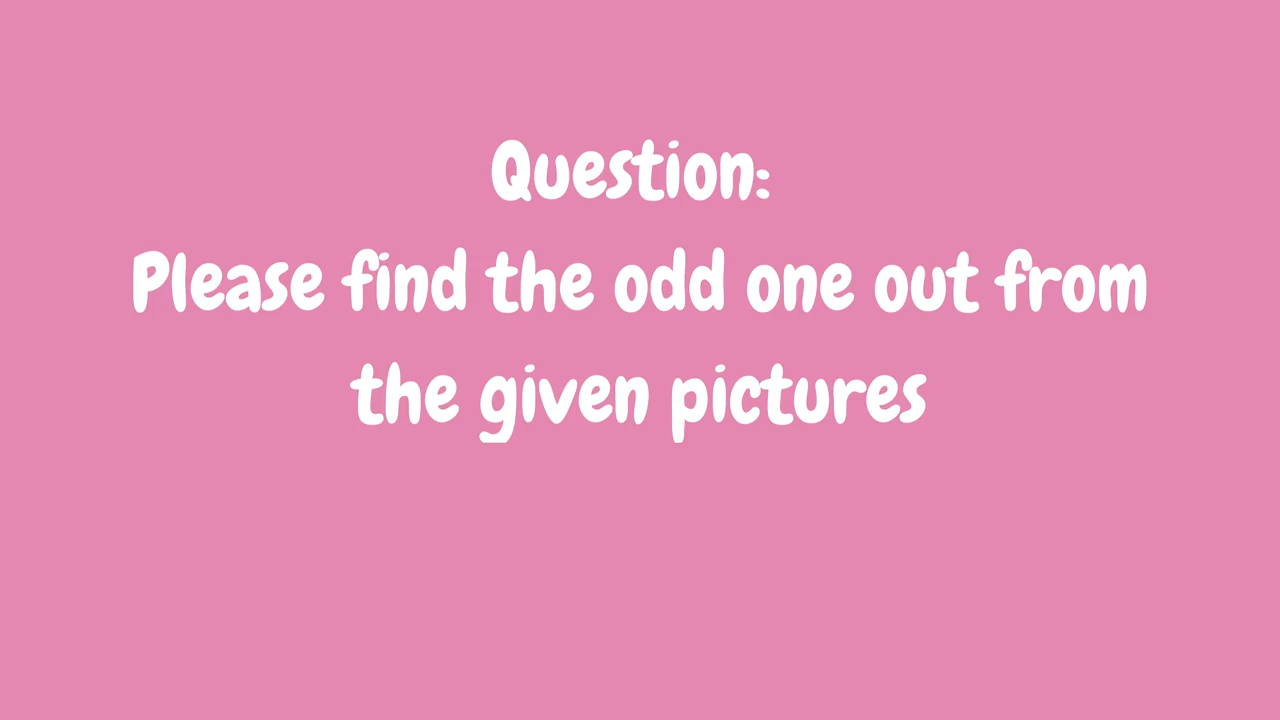 Question:
Please find the odd one out from
the given pictures